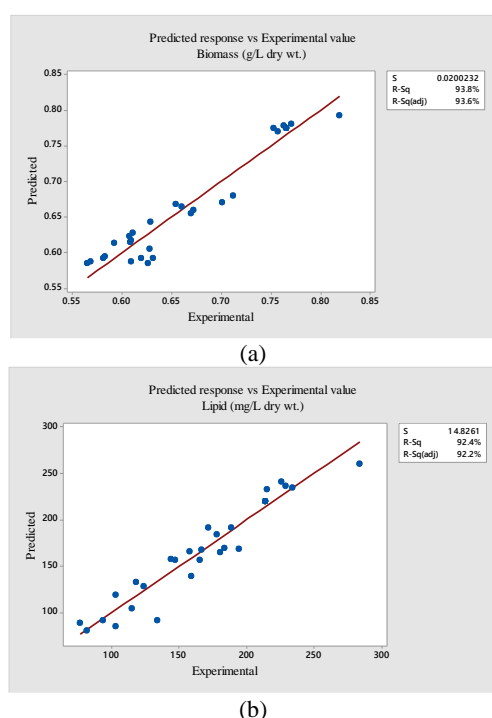 Predicted response vs Experimental value
Biomass (g/L dry wt.)
S 0.0200232
R-Sq 93.8%
R-Sq(adj) 93.6%
0.85
0.80
0.75
0.70
0.65
0.60
0.55
Predicted
0.55 0.60 0.65 0.70 0.75 0.80 0.85
Experimental
(a)
Predicted response vs Experimental value
Lipid (mg/L dry wt.)
S 14.8261
R-Sq 92.4%
R-Sq(adj) 92.2%
300
250
200
150
100
Predicted
100 150 200 250 300
Experimental
(b)